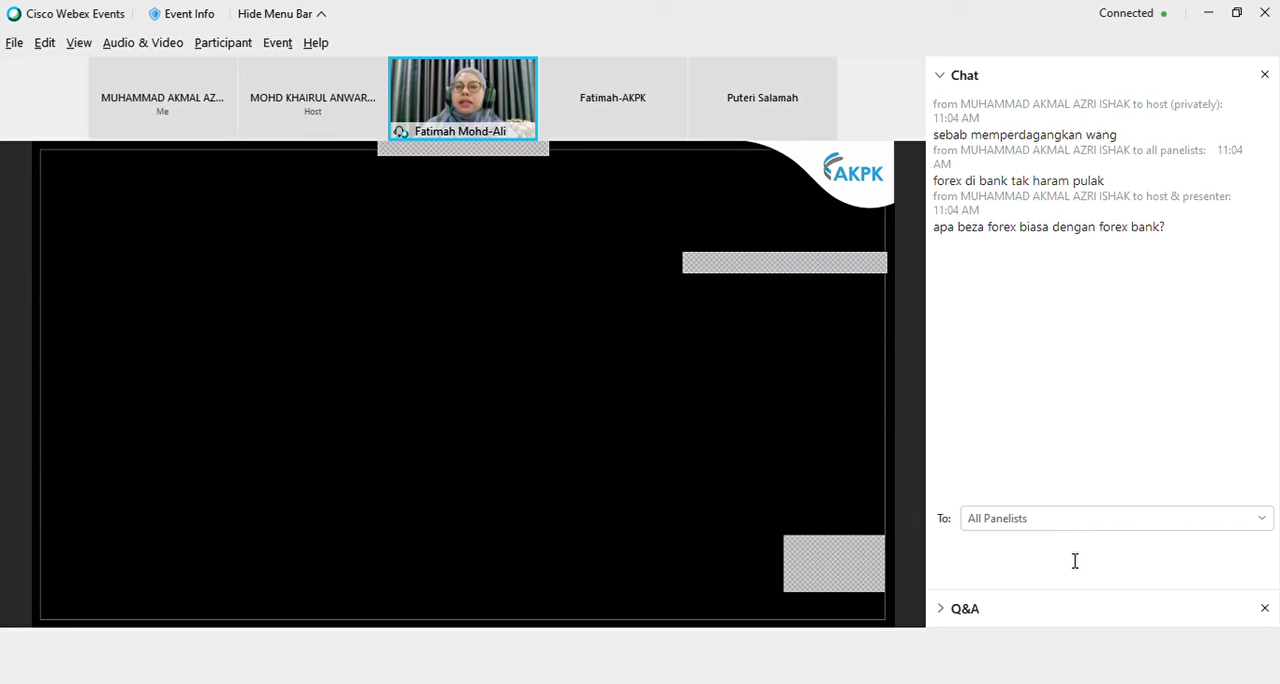 Cisco Webex Events
Event Info
Hide Menu Bar
Connected
File Edit View Audio & Video Participant Event Help
MUHAMMAD AKMAL AZ...
Me
MOHD KHAIRUL ANWAR...
Host
Fatimah Mohd-Ali
Fatimah-AKPK
Puteri Salamah
AKPK
Chat
from MUHAMMAD AKMAL AZRI ISHAK to host (privately):
11:04 AM
sebab memperdagangkan wang
from MUHAMMAD AKMAL AZRI ISHAK to all panelists: 11:04
AM
forex di bank tak haram pulak
from MUHAMMAD AKMAL AZRI ISHAK to host & presenter:
11:04 AM
apa beza forex biasa dengan forex bank?
To: All Panelists
Q&A